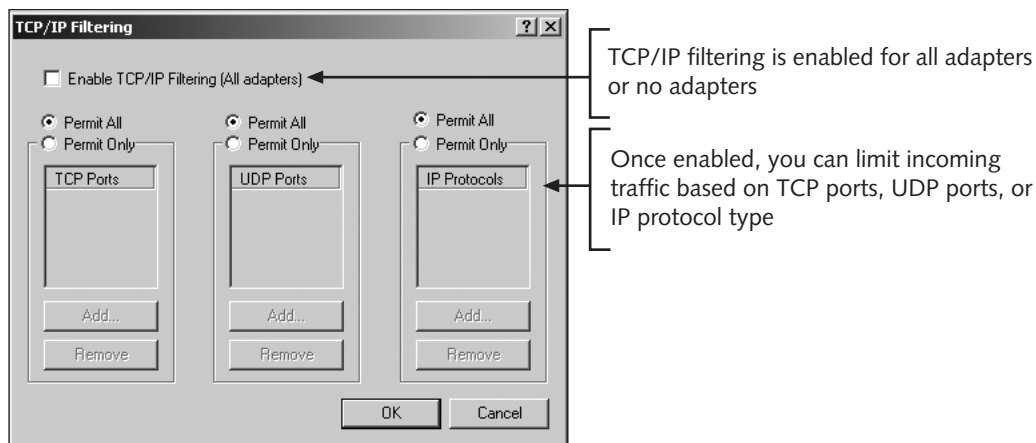 TCP/IP Filtering
Enable TCP/IP Filtering (All adapters)
Permit All
Permit Only
TCP Ports
Add...
Remove
Permit All
Permit Only
UDP Ports
Add...
Remove
Permit All
Permit Only
IP Protocols
Add...
Remove
OK
Cancel
TCP/IP filtering is enabled for all adapters
or no adapters
Once enabled, you can limit incoming
traffic based on TCP ports, UDP ports, or
IP protocol type